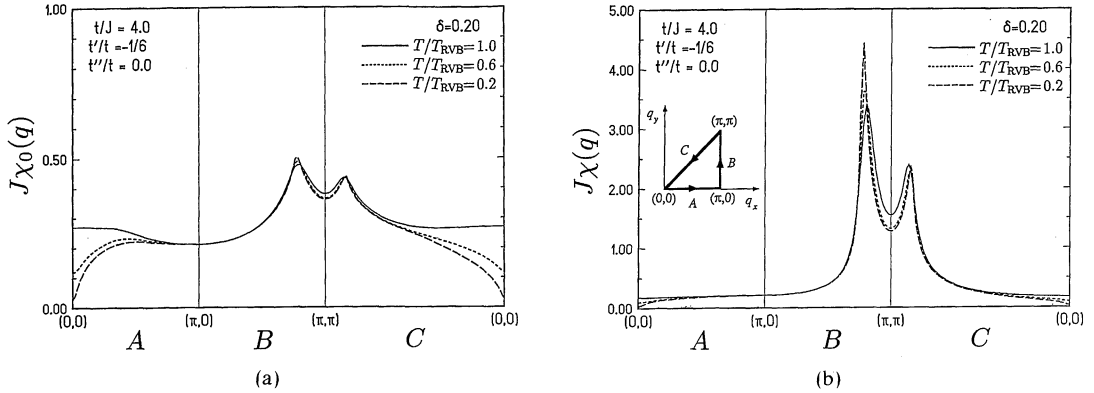 1.00
t/J = 4.0
t'/t =-1/6
t''/t = 0.0
δ=0.20
T/T_RVB= 1.0
T/T_RVB= 0.6
T/T_RVB= 0.2
Jχ0(q)
0.50
0.00
(0,0)
(π,0)
(π,π)
(0,0)
A
B
C
(a)
5.00
t/J = 4.0
t'/t =-1/6
t''/t = 0.0
δ=0.20
T/T_RVB= 1.0
T/T_RVB= 0.6
T/T_RVB= 0.2
4.00
3.00
2.00
1.00
0.00
Jχ(q)
q_y
(π,π)
C
B
(0,0)
A
(π,0)
q_x
(0,0)
(π,0)
(π,π)
(0,0)
A
B
C
(b)